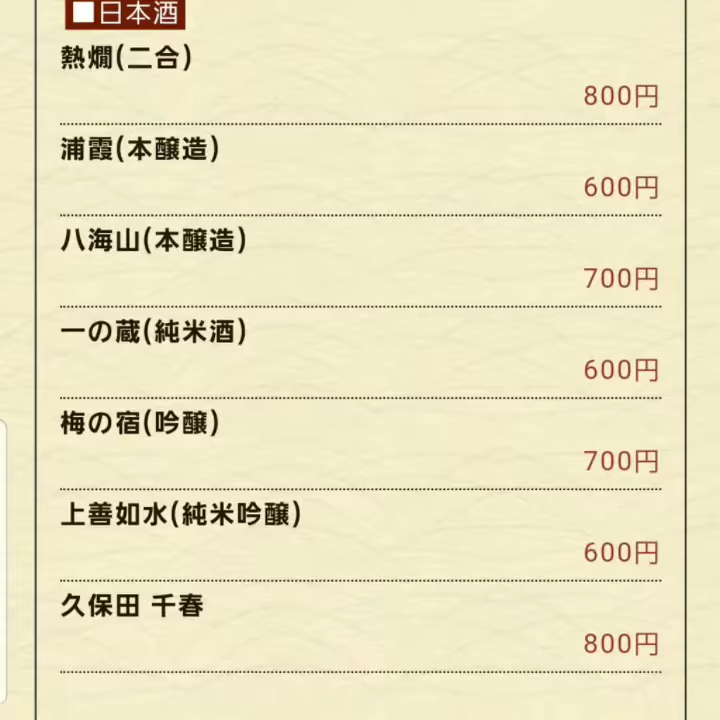 ■日本酒
熱燗(二合)
800円
浦霞(本醸造)
600円
八海山(本醸造)
700円
一の蔵(純米酒)
600円
梅の宿(吟醸)
700円
上善如水(純米吟醸)
600円
久保田 千春
800円